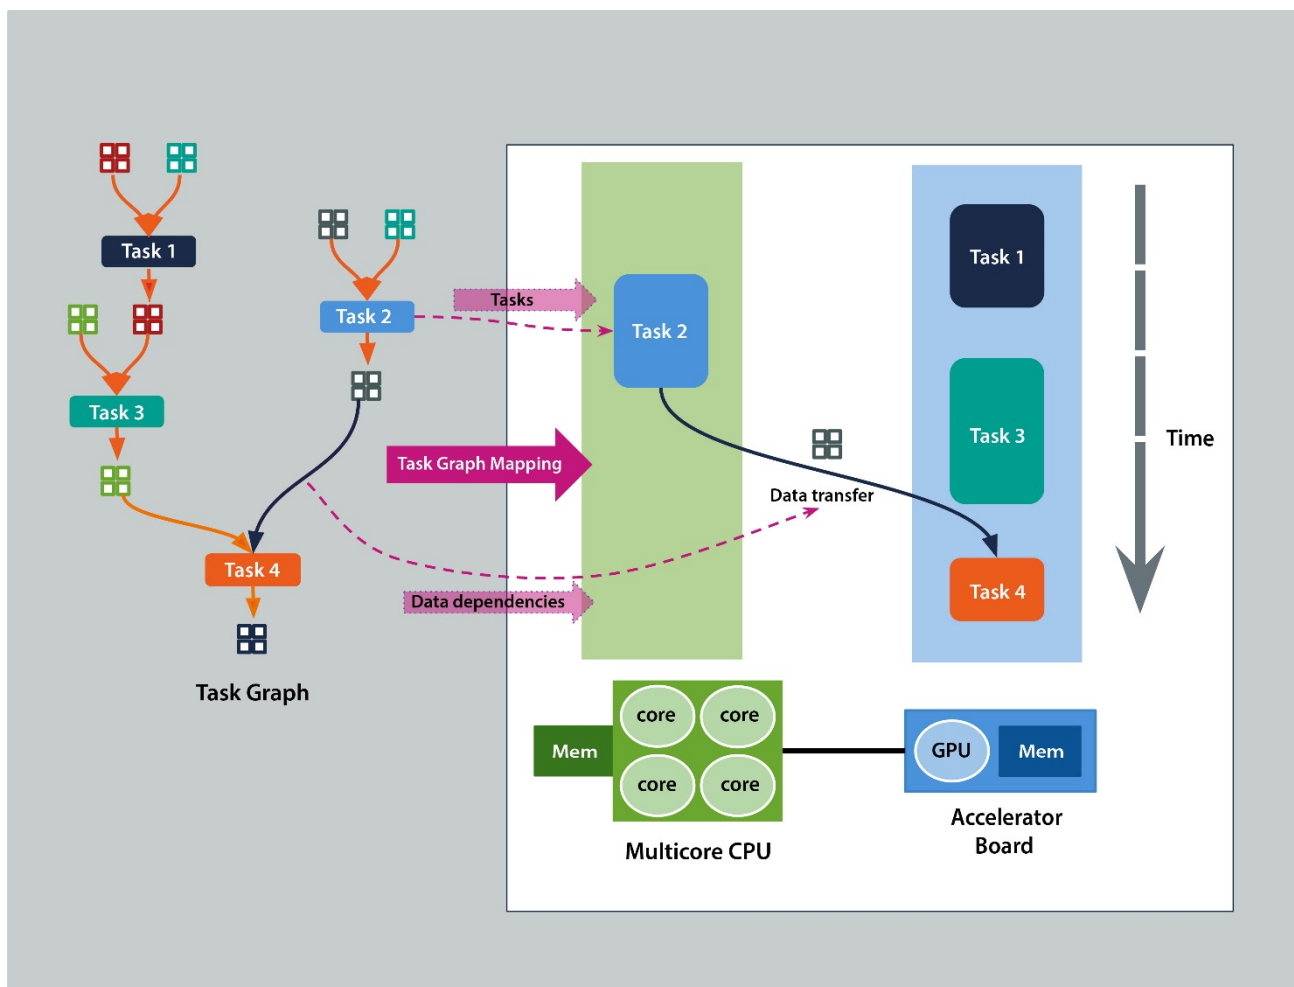 Task 1
Task 2
Task 3
Task 4
Task Graph
Tasks
Task Graph Mapping
Data dependencies
Task 2
Data transfer
Task 1
Task 3
Task 4
Time
Mem
core
core
core
core
Multicore CPU
GPU
Mem
Accelerator
Board